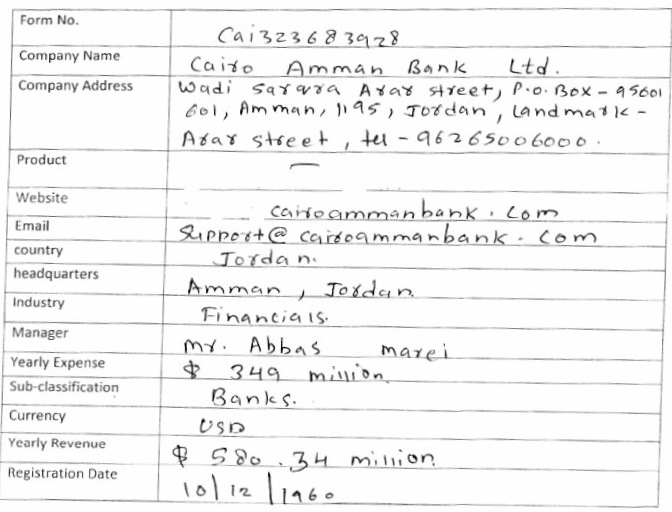 Form No. Cai323683928
Company Name Cairo Amman Bank Ltd.
Company Address Wadi Sarara Arar street, P.o. Box - 95601
601, Amman, 1195, Jordan, Landmark -
Arar street, tel - 96265006000.
Product —
Website cairoammanbank.com
Email support@cairoammanbank.com
country Jordan.
headquarters Amman, Jordan
Industry Financials.
Manager mr. Abbas marei
Yearly Expense $ 349 million.
Sub-classification Banks.
Currency USD
Yearly Revenue $ 580.34 million.
Registration Date 10/12/1960